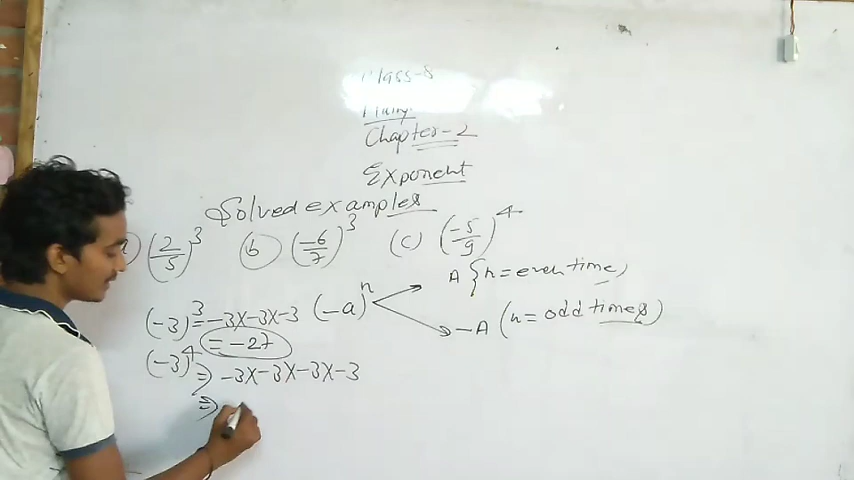 Class-8
Chapter-2
Exponent
Solved examples
) (2/5)^3 (b) (-6/7)^3 (c) (-5/9)^4
(-3)^3 = -3x-3x-3 (-a)^n A {n = even time)
= -27 -A (n = odd times)
(-3)^4 => -3x-3x-3x-3
=>